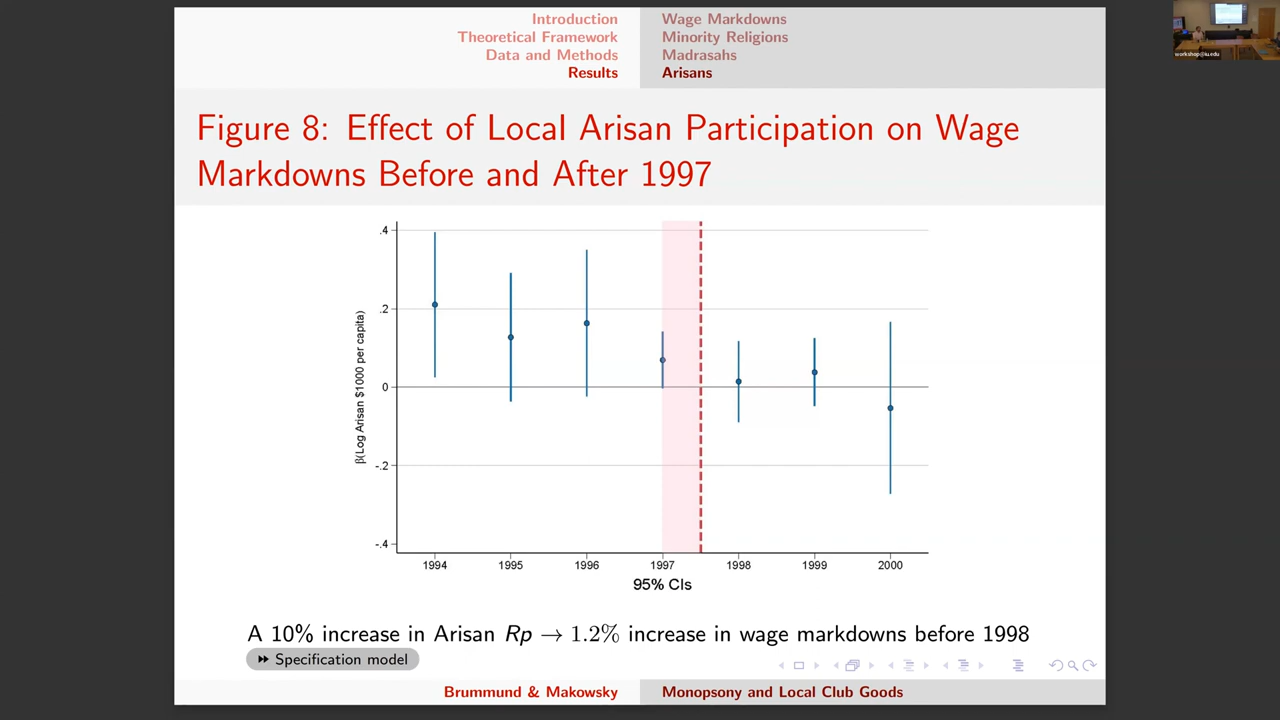 Introduction
Theoretical Framework
Data and Methods
Results
Wage Markdowns
Minority Religions
Madrasahs
Arisans
Figure 8: Effect of Local Arisan Participation on Wage
Markdowns Before and After 1997
β(Log Arisan $1000 per capita)
.4
.2
0
-.2
-.4
1994 1995 1996 1997 1998 1999 2000
95% CIs
A 10% increase in Arisan Rp → 1.2% increase in wage markdowns before 1998
Specification model
Brummund & Makowsky
Monopsony and Local Club Goods
workshop@iu.edu